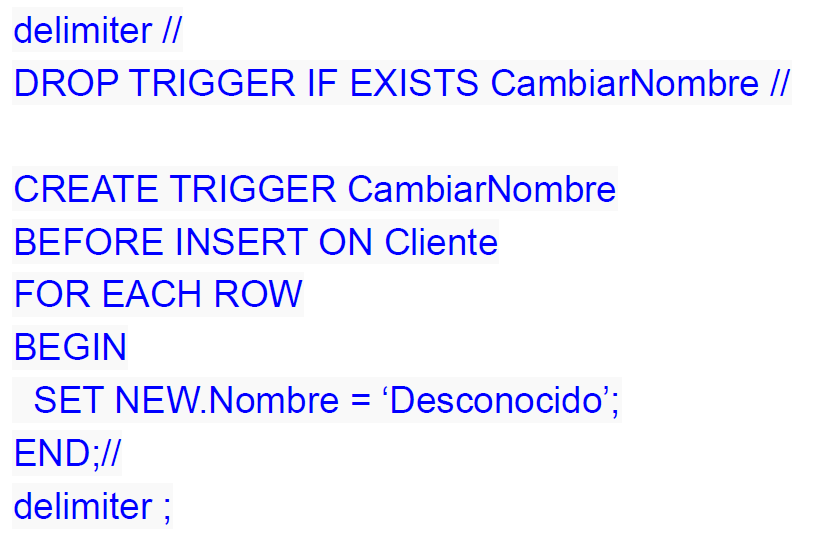 delimiter //
DROP TRIGGER IF EXISTS CambiarNombre //
CREATE TRIGGER CambiarNombre
BEFORE INSERT ON Cliente
FOR EACH ROW
BEGIN
SET NEW.Nombre = ‘Desconocido’;
END;//
delimiter ;